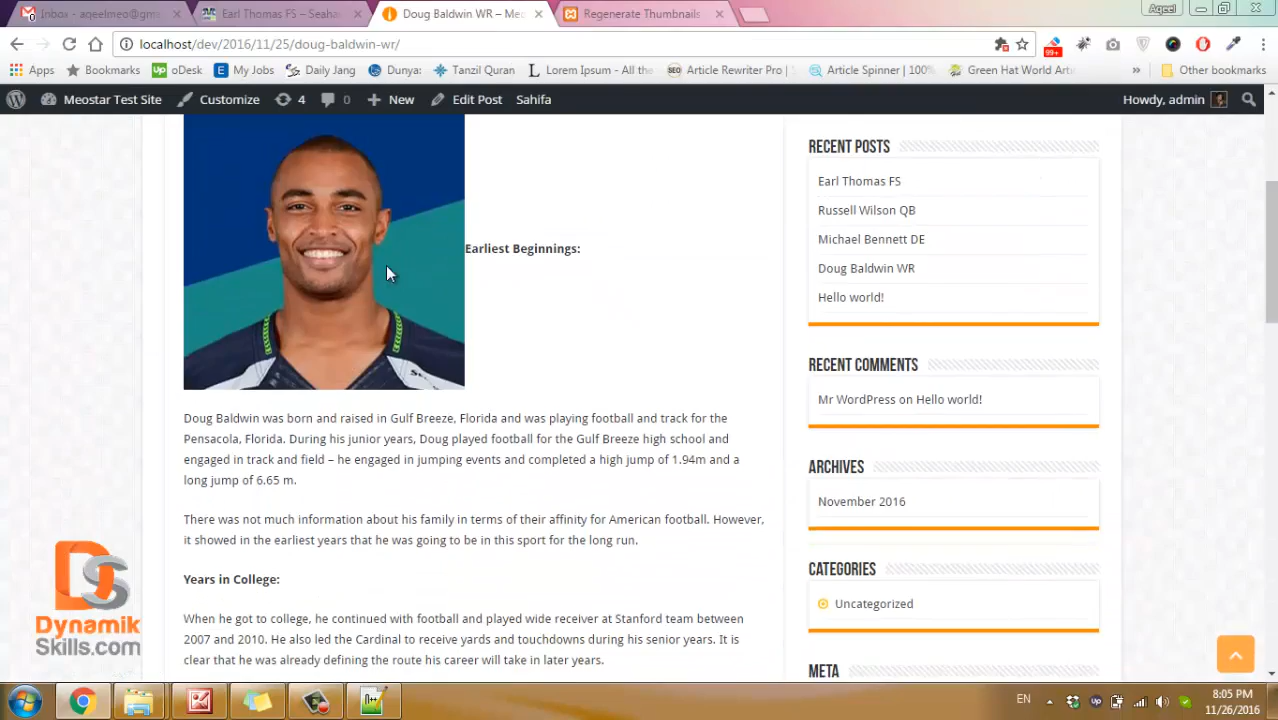 Inbox - aqeelmeo@gm
Earl Thomas FS – Seaha
Doug Baldwin WR – Meo
Regenerate Thumbnails
Aqeel
localhost/dev/2016/11/25/doug-baldwin-wr/
99+
Apps
Bookmarks
Up oDesk
E My Jobs
Daily Jang
Dunya:
Tanzil Quran
L Lorem Ipsum - All the
SEO Article Rewriter Pro |
Article Spinner | 100%
Green Hat World Arti
»
Other bookmarks
Meostar Test Site
Customize
4
0
New
Edit Post
Sahifa
Howdy, admin
Earliest Beginnings:
Doug Baldwin was born and raised in Gulf Breeze, Florida and was playing football and track for the
Pensacola, Florida. During his junior years, Doug played football for the Gulf Breeze high school and
engaged in track and field – he engaged in jumping events and completed a high jump of 1.94m and a
long jump of 6.65 m.
There was not much information about his family in terms of their affinity for American football. However,
it showed in the earliest years that he was going to be in this sport for the long run.
Years in College:
When he got to college, he continued with football and played wide receiver at Stanford team between
2007 and 2010. He also led the Cardinal to receive yards and touchdowns during his senior years. It is
clear that he was already defining the route his career will take in later years.
RECENT POSTS
Earl Thomas FS
Russell Wilson QB
Michael Bennett DE
Doug Baldwin WR
Hello world!
RECENT COMMENTS
Mr WordPress on Hello world!
ARCHIVES
November 2016
CATEGORIES
Uncategorized
META
DS
Dynamik
Skills.com
EN
8:05 PM
11/26/2016